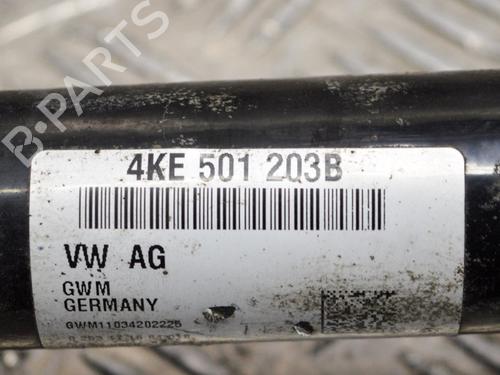 B-PARTS
4KE 501 203B
VW AG
GWM
GERMANY
GWM11034202225